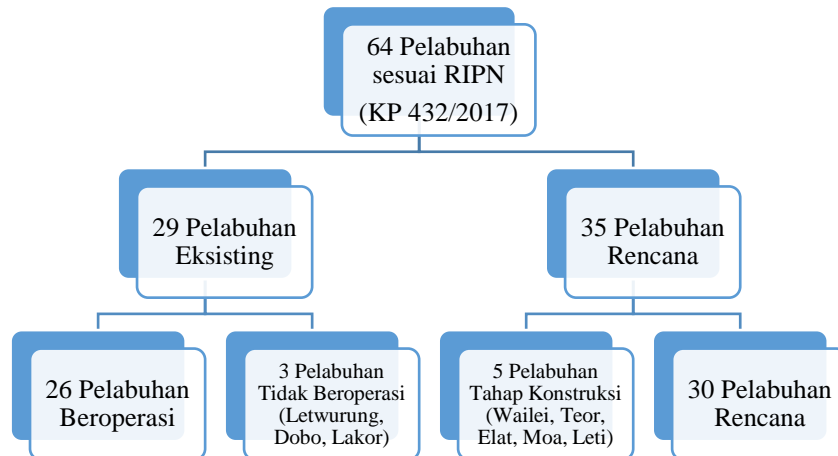 64 Pelabuhan
sesuai RIPN
(KP 432/2017)
29 Pelabuhan
Eksisting
35 Pelabuhan
Rencana
26 Pelabuhan
Beroperasi
3 Pelabuhan
Tidak Beroperasi
(Letwurung,
Dobo, Lakor)
5 Pelabuhan
Tahap Konstruksi
(Wailei, Teor,
Elat, Moa, Leti)
30 Pelabuhan
Rencana